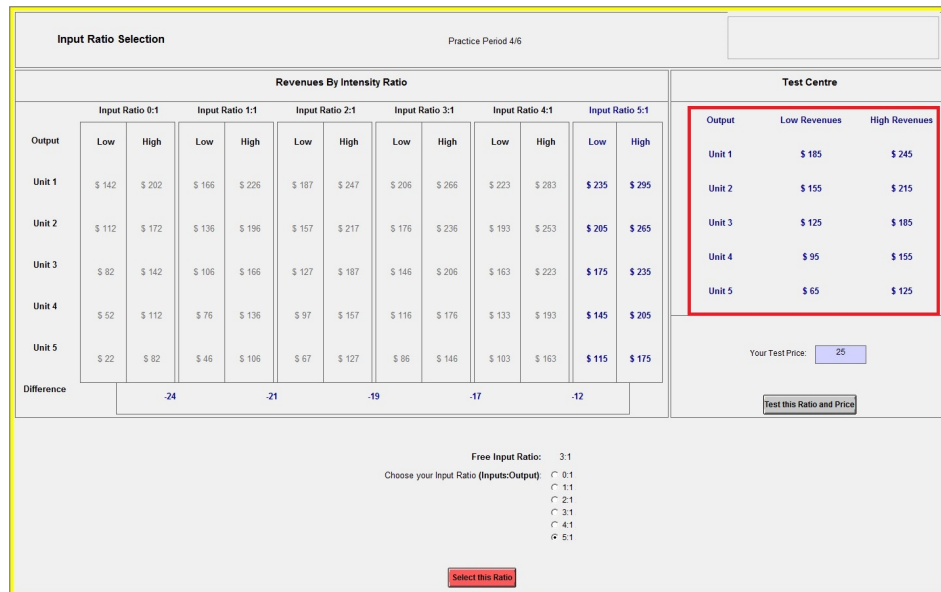 Input Ratio Selection
Practice Period 4/6
Revenues By Intensity Ratio
Test Centre
Input Ratio 0:1 Input Ratio 1:1 Input Ratio 2:1 Input Ratio 3:1 Input Ratio 4:1 Input Ratio 5:1
Output Low High Low High Low High Low High Low High Low High
Unit 1 $ 142 $ 202 $ 166 $ 226 $ 187 $ 247 $ 206 $ 266 $ 223 $ 283 $ 235 $ 295
Unit 2 $ 112 $ 172 $ 136 $ 196 $ 157 $ 217 $ 176 $ 236 $ 193 $ 253 $ 205 $ 265
Unit 3 $ 82 $ 142 $ 106 $ 166 $ 127 $ 187 $ 146 $ 206 $ 163 $ 223 $ 175 $ 235
Unit 4 $ 52 $ 112 $ 76 $ 136 $ 97 $ 157 $ 116 $ 176 $ 133 $ 193 $ 145 $ 205
Unit 5 $ 22 $ 82 $ 46 $ 106 $ 67 $ 127 $ 86 $ 146 $ 103 $ 163 $ 115 $ 175
Difference -24 -21 -19 -17 -12
Output Low Revenues High Revenues
Unit 1 $ 185 $ 245
Unit 2 $ 155 $ 215
Unit 3 $ 125 $ 185
Unit 4 $ 95 $ 155
Unit 5 $ 65 $ 125
Your Test Price: 25
Test this Ratio and Price
Free Input Ratio: 3:1
Choose your Input Ratio (Inputs:Output): 0:1
1:1
2:1
3:1
4:1
5:1
Select this Ratio